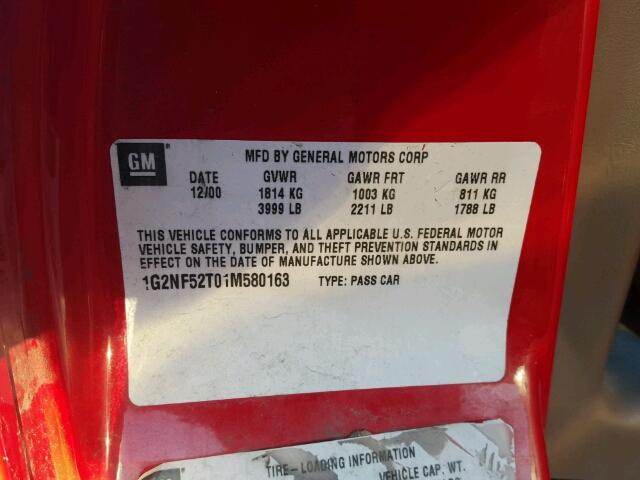 GM MFD BY GENERAL MOTORS CORP
DATE GVWR GAWR FRT GAWR RR
12/00 1814 KG 1003 KG 811 KG
3999 LB 2211 LB 1788 LB
THIS VEHICLE CONFORMS TO ALL APPLICABLE U.S. FEDERAL MOTOR
VEHICLE SAFETY, BUMPER, AND THEFT PREVENTION STANDARDS IN
EFFECT ON THE DATE OF MANUFACTURE SHOWN ABOVE.
1G2NF52T01M580163 TYPE: PASS CAR
TIRE-LOADING INFORMATION
VEHICLE CAP. WT.